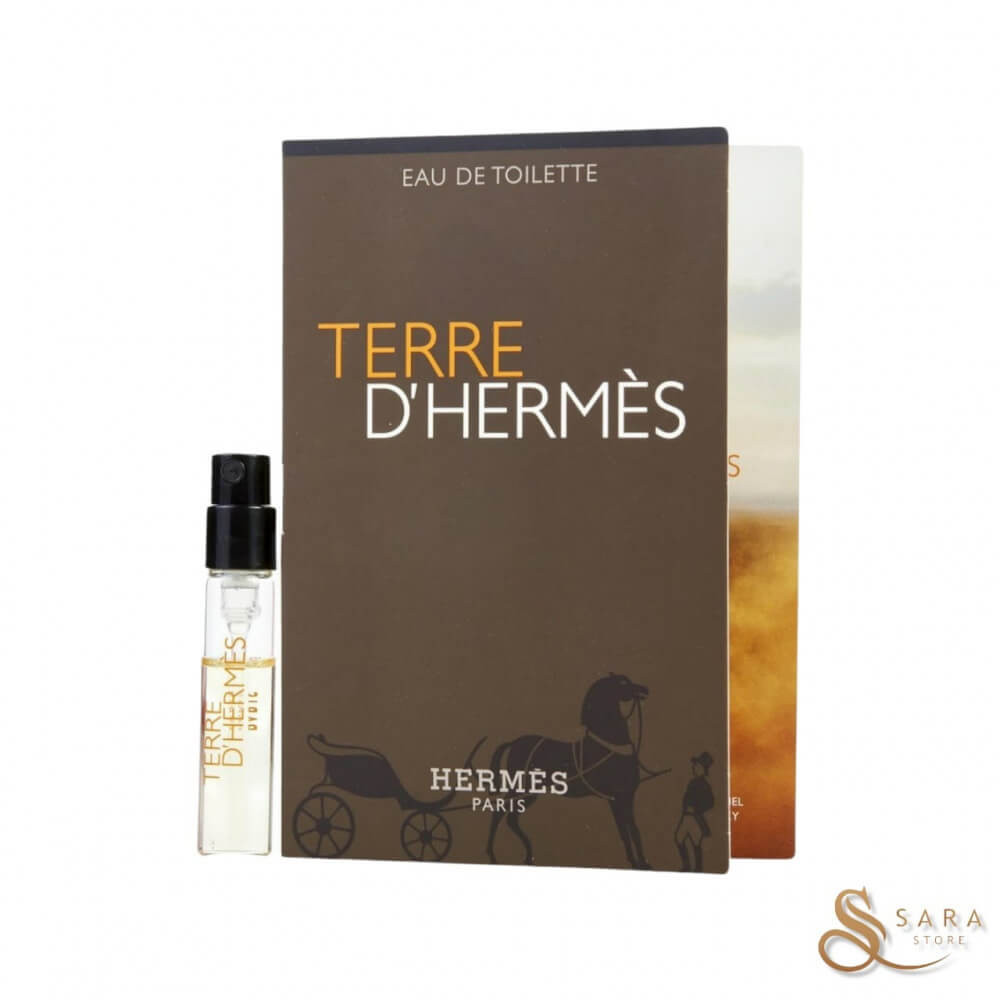 EAU DE TOILETTE
TERRE
D'HERMÈS
HERMÈS
PARIS
TERRE
D'HERMÈS
SARA
STORE